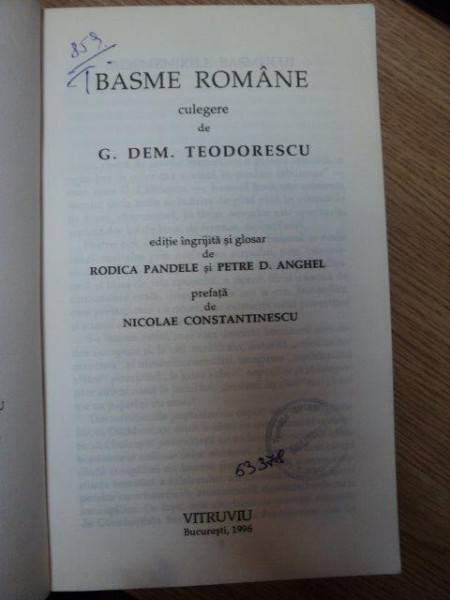 859
T
BASME ROMÂNE
culegere
de
G. DEM. TEODORESCU
ediție îngrijită și glosar
de
RODICA PANDELE și PETRE D. ANGHEL
prefață
de
NICOLAE CONSTANTINESCU
53378
VITRUVIU
București, 1996